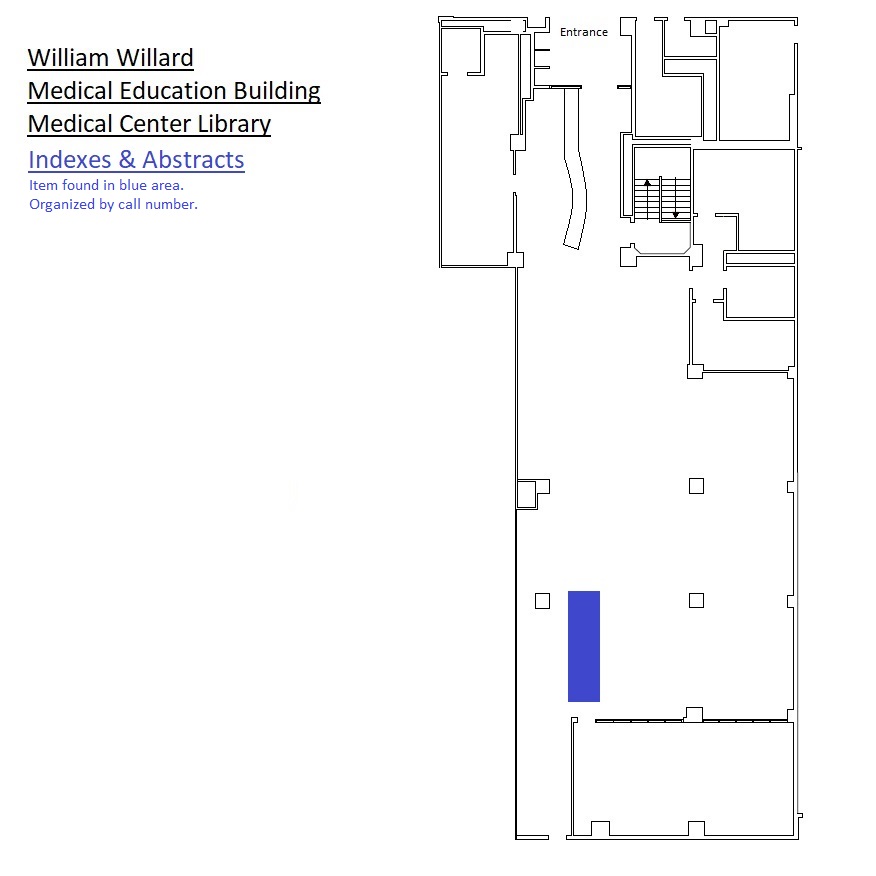 William Willard
Medical Education Building
Medical Center Library
Indexes & Abstracts
Item found in blue area.
Organized by call number.
Entrance